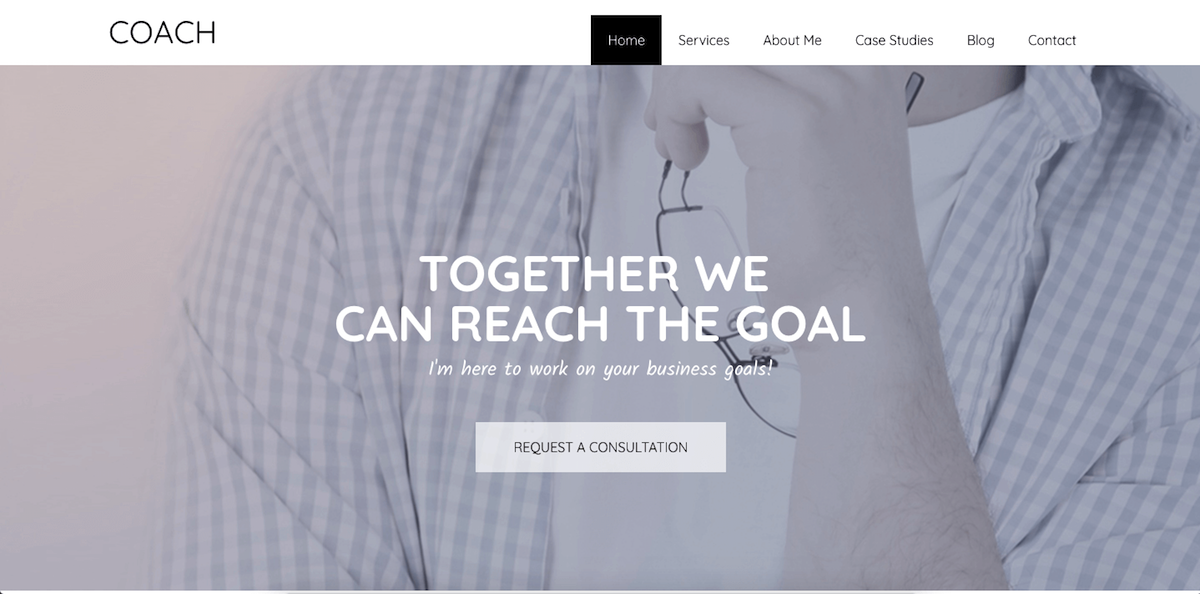 COACH
Home Services About Me Case Studies Blog Contact
TOGETHER WE
CAN REACH THE GOAL
I'm here to work on your business goals!
REQUEST A CONSULTATION